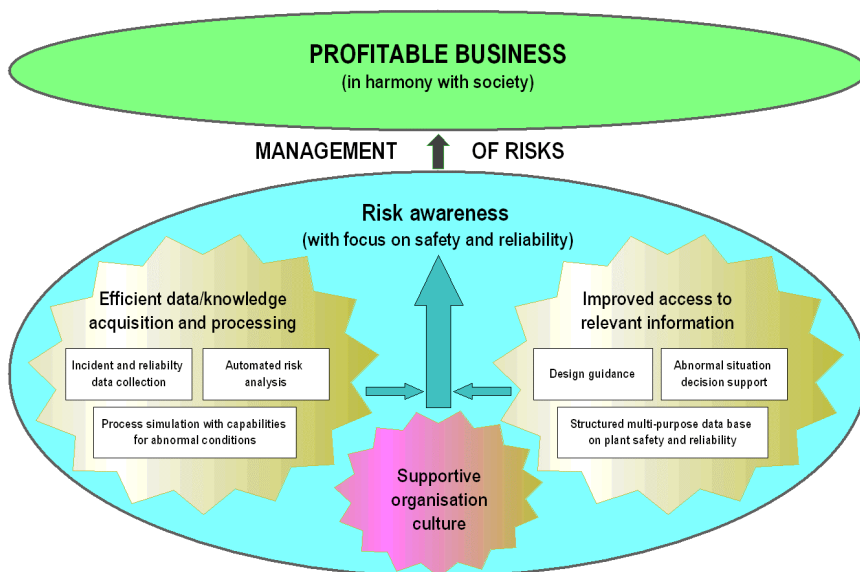 PROFITABLE BUSINESS
(in harmony with society)
MANAGEMENT OF RISKS
Risk awareness
(with focus on safety and reliability)
Efficient data/knowledge
acquisition and processing
Incident and reliabilty
data collection
Automated risk
analysis
Process simulation with capabilities
for abnormal conditions
Improved access to
relevant information
Design guidance
Abnormal situation
decision support
Structured multi-purpose data base
on plant safety and reliability
Supportive
organisation
culture